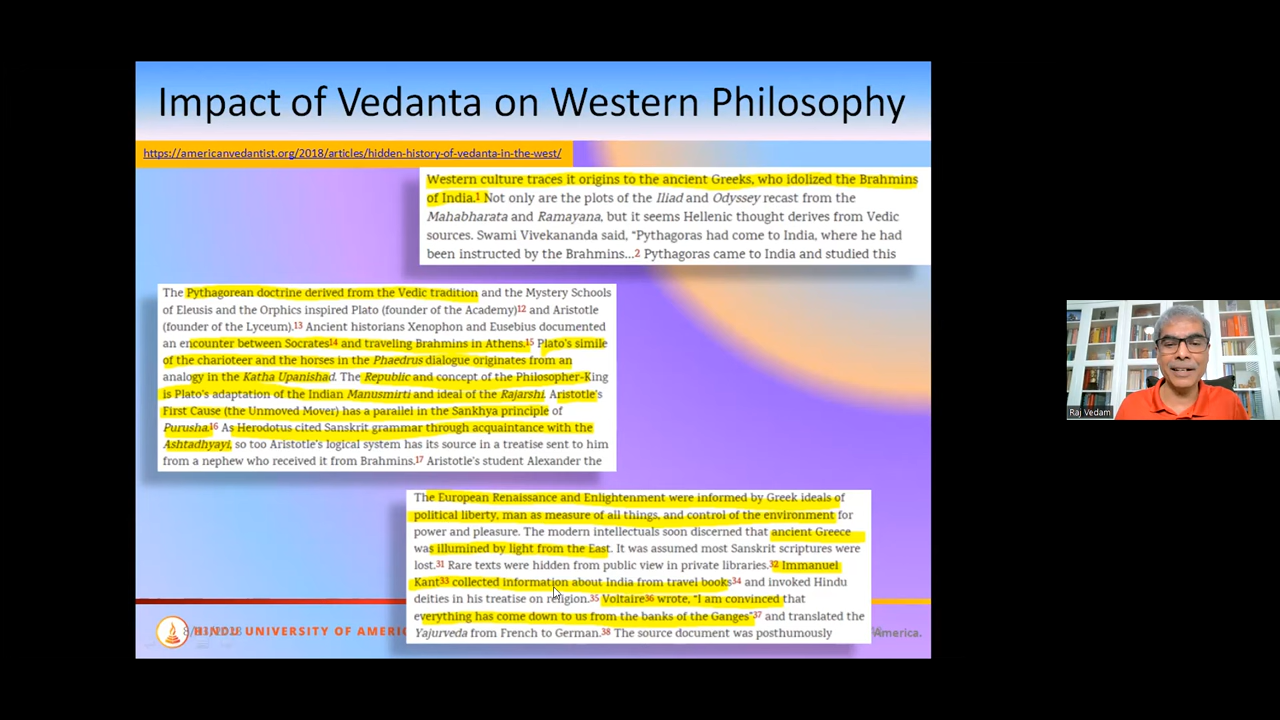 Impact of Vedanta on Western Philosophy
https://americanvedantist.org/2018/articles/hidden-history-of-vedanta-in-the-west/
Western culture traces it origins to the ancient Greeks, who idolized the Brahmins
of India.1 Not only are the plots of the Iliad and Odyssey recast from the
Mahabharata and Ramayana, but it seems Hellenic thought derives from Vedic
sources. Swami Vivekananda said, “Pythagoras had come to India, where he had
been instructed by the Brahmins...2 Pythagoras came to India and studied this
The Pythagorean doctrine derived from the Vedic tradition and the Mystery Schools
of Eleusis and the Orphics inspired Plato (founder of the Academy)12 and Aristotle
(founder of the Lyceum).13 Ancient historians Xenophon and Eusebius documented
an encounter between Socrates14 and traveling Brahmins in Athens.15 Plato's simile
of the charioteer and the horses in the Phaedrus dialogue originates from an
analogy in the Katha Upanishad. The Republic and concept of the Philosopher-King
is Plato's adaptation of the Indian Manusmirti and ideal of the Rajarshi. Aristotle's
First Cause (the Unmoved Mover) has a parallel in the Sankhya principle of
Purusha.16 As Herodotus cited Sanskrit grammar through acquaintance with the
Ashtadhyayi, so too Aristotle's logical system has its source in a treatise sent to him
from a nephew who received it from Brahmins.17 Aristotle's student Alexander the
The European Renaissance and Enlightenment were informed by Greek ideals of
political liberty, man as measure of all things, and control of the environment for
power and pleasure. The modern intellectuals soon discerned that ancient Greece
was illumined by light from the East. It was assumed most Sanskrit scriptures were
lost.31 Rare texts were hidden from public view in private libraries.32 Immanuel
Kant33 collected information about India from travel books34 and invoked Hindu
deities in his treatise on religion.35 Voltaire36 wrote, “I am convinced that
everything has come down to us from the banks of the Ganges”37 and translated the
Yajurveda from French to German.38 The source document was posthumously
HINDU UNIVERSITY OF AMERIC
America.
Raj Vedam